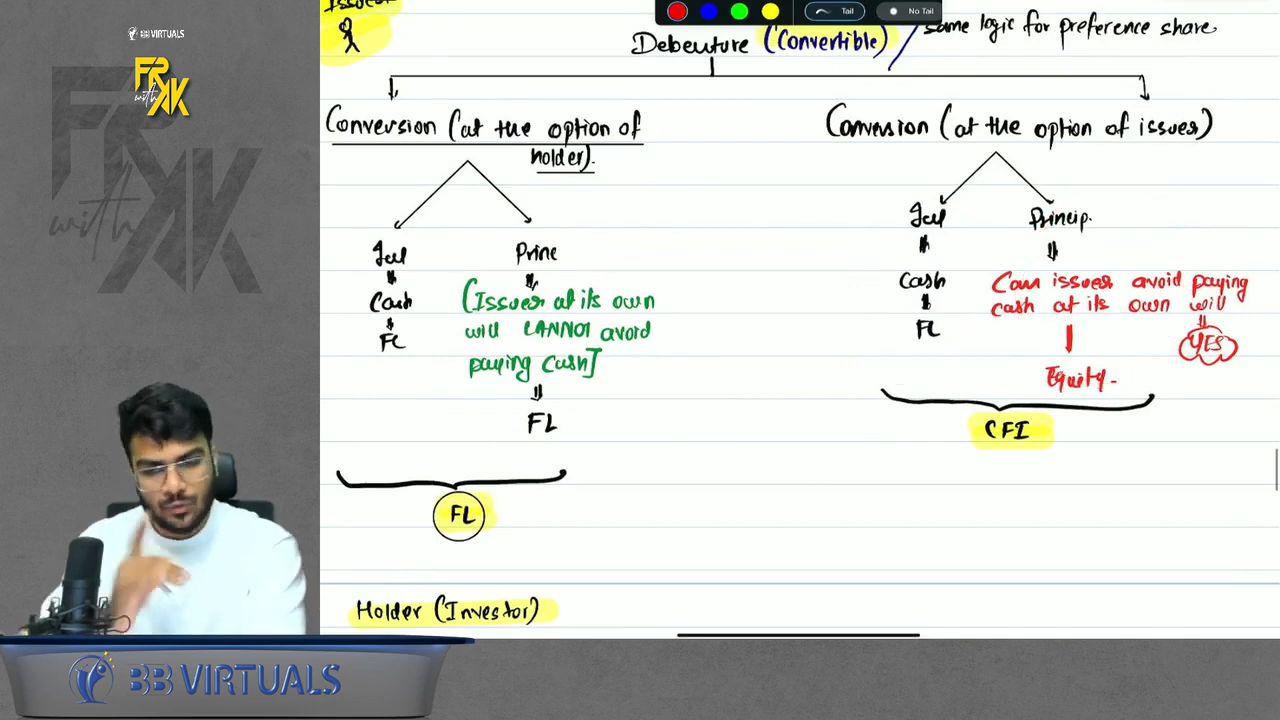 Issuer
Tail
No Tail
Debenture (Convertible) / same logic for preference share
BB VIRTUALS
FR
with
AK
Conversion (at the option of
holder).
Int
Cash
FL
Princ
(Issuer at its own
will CANNOT avoid
paying cash]
FL
FL
Conversion (at the option of issuer)
Int
Cash
FL
Princip.
Can issuer avoid paying
cash at its own will
YES
Equity.
CFI
Holder (Investor)
FR
with
AK
BB VIRTUALS